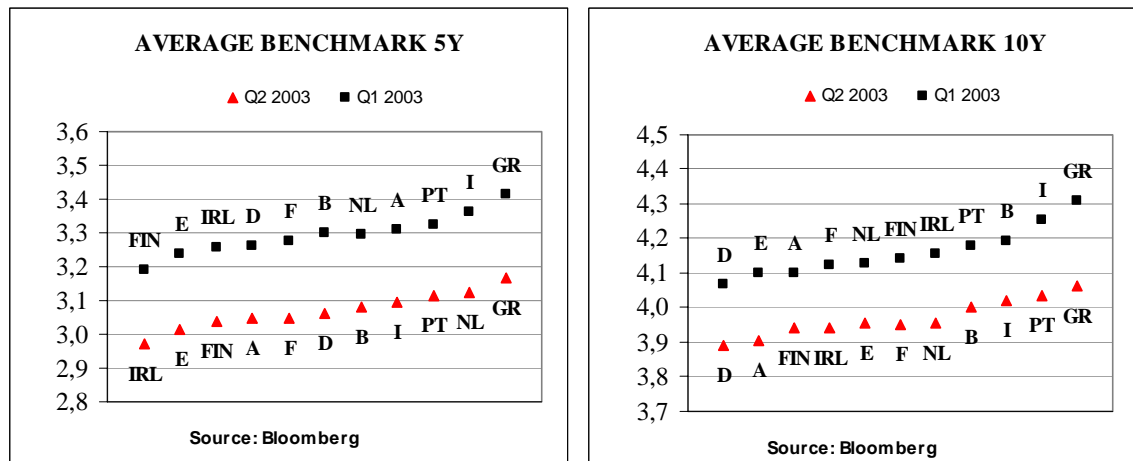 AVERAGE BENCHMARK 5Y
Q2 2003 Q1 2003
3,6
3,5
3,4
3,3
3,2
3,1
3,0
2,9
2,8
FIN E IRL D F B NL A PT I GR
IRL E FIN A F D B I PT NL GR
Source: Bloomberg
AVERAGE BENCHMARK 10Y
Q2 2003 Q1 2003
4,5
4,4
4,3
4,2
4,1
4,0
3,9
3,8
3,7
D E A F NL FIN IRL PT B I GR
D A FIN IRL E F NL B I PT GR
Source: Bloomberg